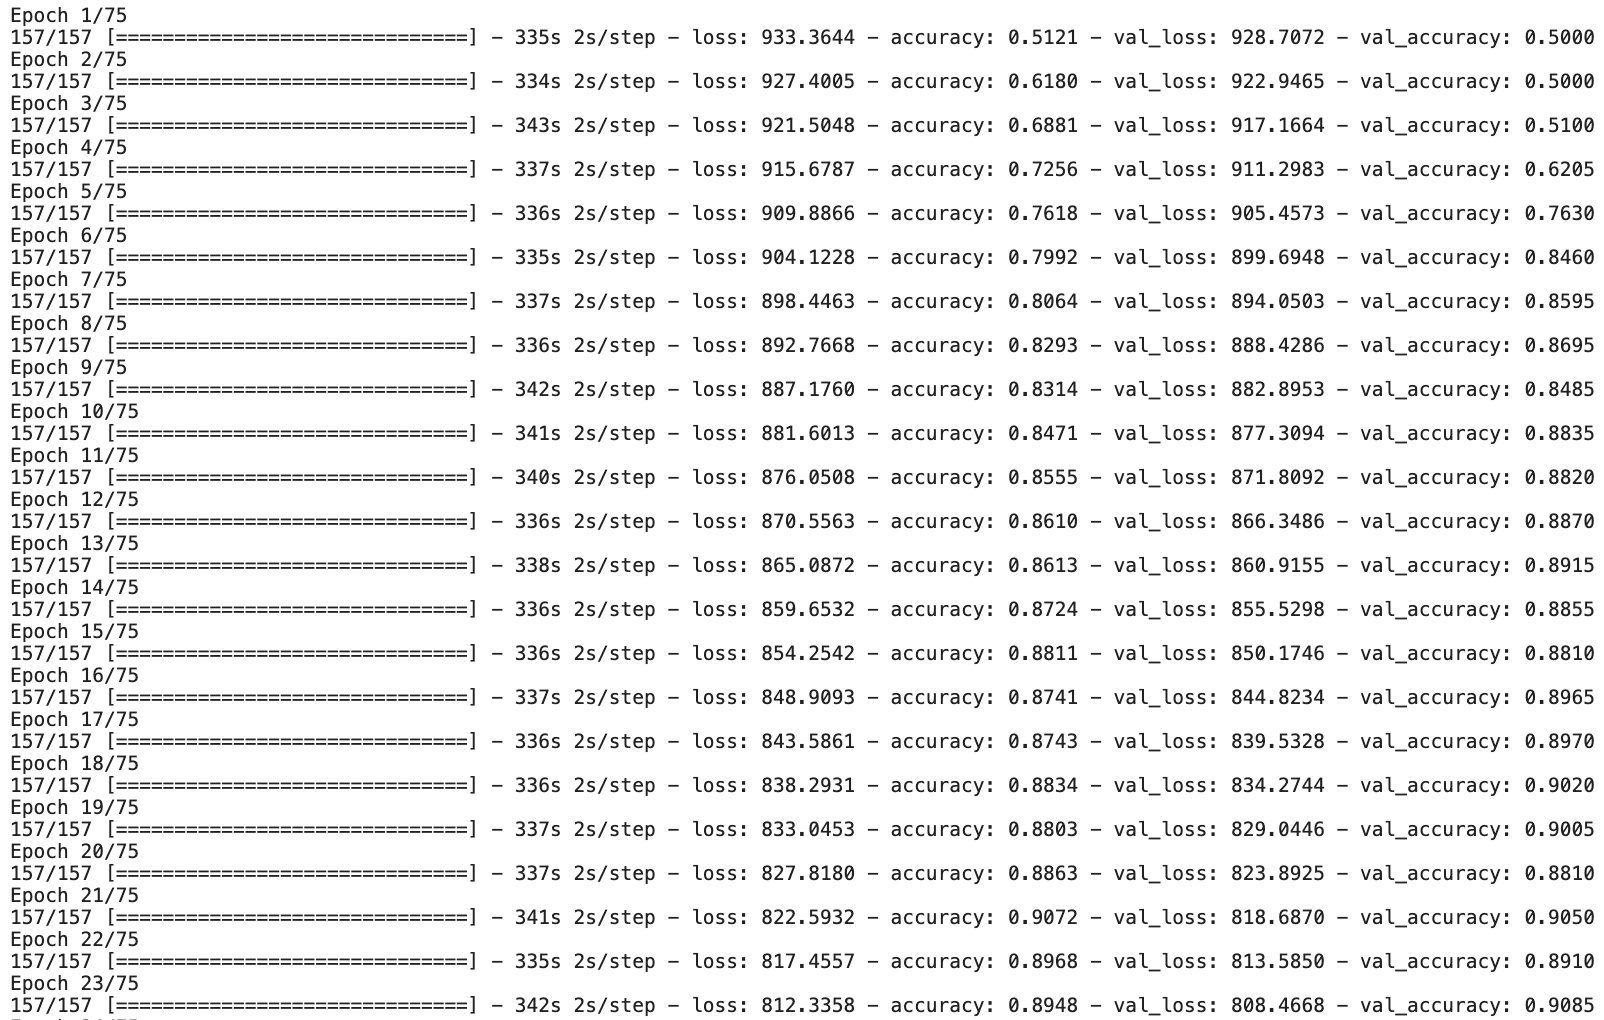 Epoch 1/75
157/157 [==============================] - 335s 2s/step - loss: 933.3644 - accuracy: 0.5121 - val_loss: 928.7072 - val_accuracy: 0.5000
Epoch 2/75
157/157 [==============================] - 334s 2s/step - loss: 927.4005 - accuracy: 0.6180 - val_loss: 922.9465 - val_accuracy: 0.5000
Epoch 3/75
157/157 [==============================] - 343s 2s/step - loss: 921.5048 - accuracy: 0.6881 - val_loss: 917.1664 - val_accuracy: 0.5100
Epoch 4/75
157/157 [==============================] - 337s 2s/step - loss: 915.6787 - accuracy: 0.7256 - val_loss: 911.2983 - val_accuracy: 0.6205
Epoch 5/75
157/157 [==============================] - 336s 2s/step - loss: 909.8866 - accuracy: 0.7618 - val_loss: 905.4573 - val_accuracy: 0.7630
Epoch 6/75
157/157 [==============================] - 335s 2s/step - loss: 904.1228 - accuracy: 0.7992 - val_loss: 899.6948 - val_accuracy: 0.8460
Epoch 7/75
157/157 [==============================] - 337s 2s/step - loss: 898.4463 - accuracy: 0.8064 - val_loss: 894.0503 - val_accuracy: 0.8595
Epoch 8/75
157/157 [==============================] - 336s 2s/step - loss: 892.7668 - accuracy: 0.8293 - val_loss: 888.4286 - val_accuracy: 0.8695
Epoch 9/75
157/157 [==============================] - 342s 2s/step - loss: 887.1760 - accuracy: 0.8314 - val_loss: 882.8953 - val_accuracy: 0.8485
Epoch 10/75
157/157 [==============================] - 341s 2s/step - loss: 881.6013 - accuracy: 0.8471 - val_loss: 877.3094 - val_accuracy: 0.8835
Epoch 11/75
157/157 [==============================] - 340s 2s/step - loss: 876.0508 - accuracy: 0.8555 - val_loss: 871.8092 - val_accuracy: 0.8820
Epoch 12/75
157/157 [==============================] - 336s 2s/step - loss: 870.5563 - accuracy: 0.8610 - val_loss: 866.3486 - val_accuracy: 0.8870
Epoch 13/75
157/157 [==============================] - 338s 2s/step - loss: 865.0872 - accuracy: 0.8613 - val_loss: 860.9155 - val_accuracy: 0.8915
Epoch 14/75
157/157 [==============================] - 336s 2s/step - loss: 859.6532 - accuracy: 0.8724 - val_loss: 855.5298 - val_accuracy: 0.8855
Epoch 15/75
157/157 [==============================] - 336s 2s/step - loss: 854.2542 - accuracy: 0.8811 - val_loss: 850.1746 - val_accuracy: 0.8810
Epoch 16/75
157/157 [==============================] - 337s 2s/step - loss: 848.9093 - accuracy: 0.8741 - val_loss: 844.8234 - val_accuracy: 0.8965
Epoch 17/75
157/157 [==============================] - 336s 2s/step - loss: 843.5861 - accuracy: 0.8743 - val_loss: 839.5328 - val_accuracy: 0.8970
Epoch 18/75
157/157 [==============================] - 336s 2s/step - loss: 838.2931 - accuracy: 0.8834 - val_loss: 834.2744 - val_accuracy: 0.9020
Epoch 19/75
157/157 [==============================] - 337s 2s/step - loss: 833.0453 - accuracy: 0.8803 - val_loss: 829.0446 - val_accuracy: 0.9005
Epoch 20/75
157/157 [==============================] - 337s 2s/step - loss: 827.8180 - accuracy: 0.8863 - val_loss: 823.8925 - val_accuracy: 0.8810
Epoch 21/75
157/157 [==============================] - 341s 2s/step - loss: 822.5932 - accuracy: 0.9072 - val_loss: 818.6870 - val_accuracy: 0.9050
Epoch 22/75
157/157 [==============================] - 335s 2s/step - loss: 817.4557 - accuracy: 0.8968 - val_loss: 813.5850 - val_accuracy: 0.8910
Epoch 23/75
157/157 [==============================] - 342s 2s/step - loss: 812.3358 - accuracy: 0.8948 - val_loss: 808.4668 - val_accuracy: 0.9085